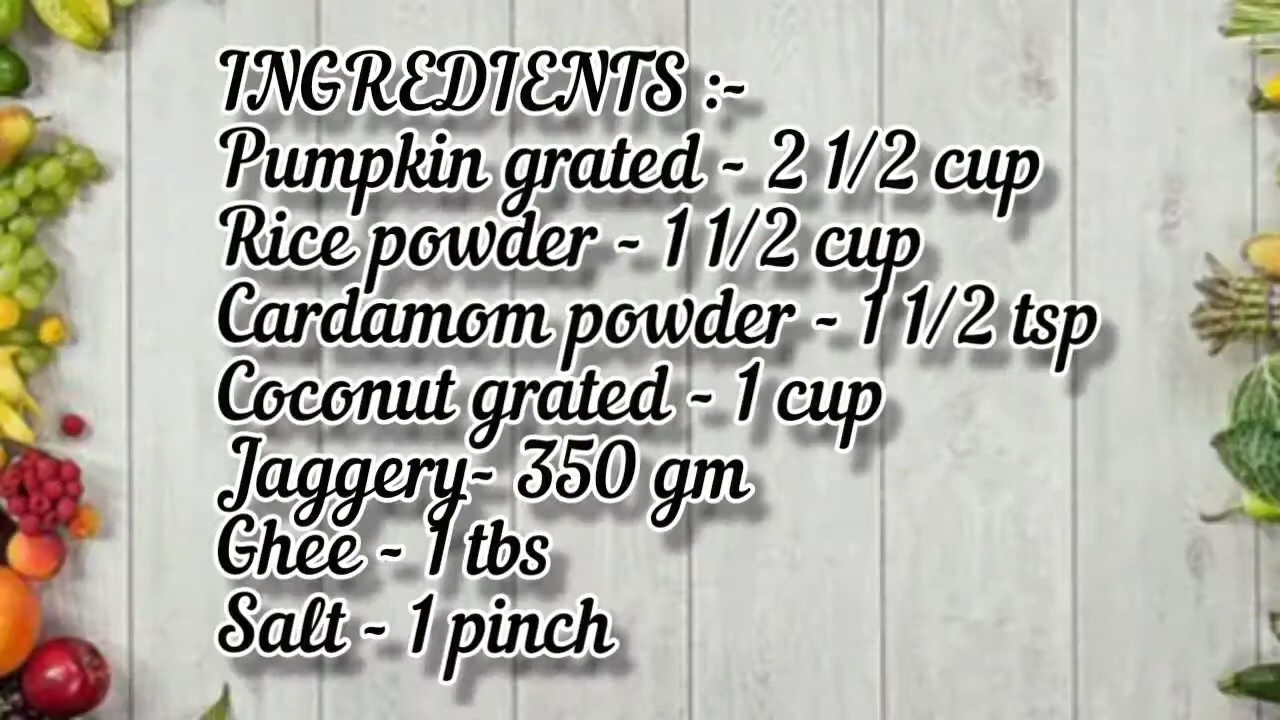 INGREDIENTS :-
Pumpkin grated - 2 1/2 cup
Rice powder - 1 1/2 cup
Cardamom powder - 1 1/2 tsp
Coconut grated - 1 cup
Jaggery- 350 gm
Ghee - 1 tbs
Salt - 1 pinch